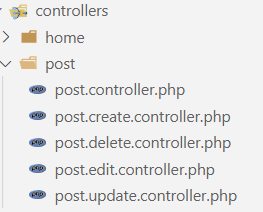 controllers
home
post
post.controller.php
post.create.controller.php
post.delete.controller.php
post.edit.controller.php
post.update.controller.php